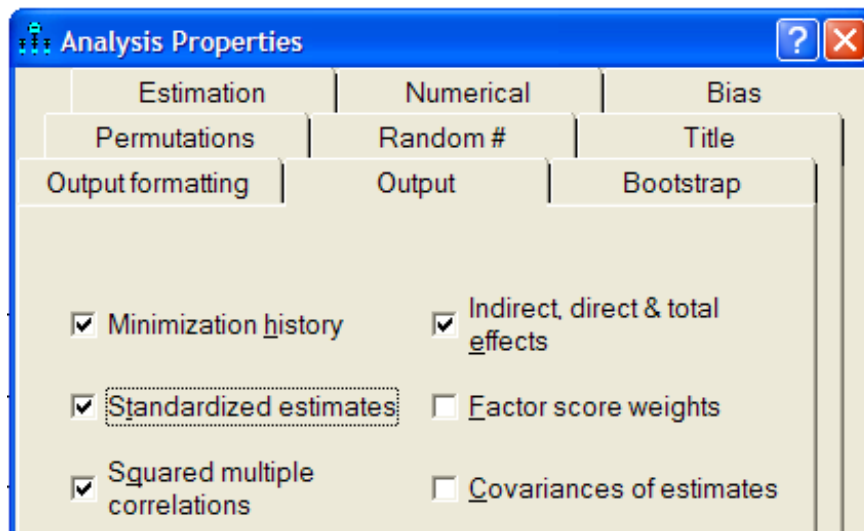 Analysis Properties
?
Estimation Numerical Bias
Permutations Random # Title
Output formatting Output Bootstrap
Minimization history
Indirect, direct & total
effects
Standardized estimates
Factor score weights
Squared multiple
correlations
Covariances of estimates